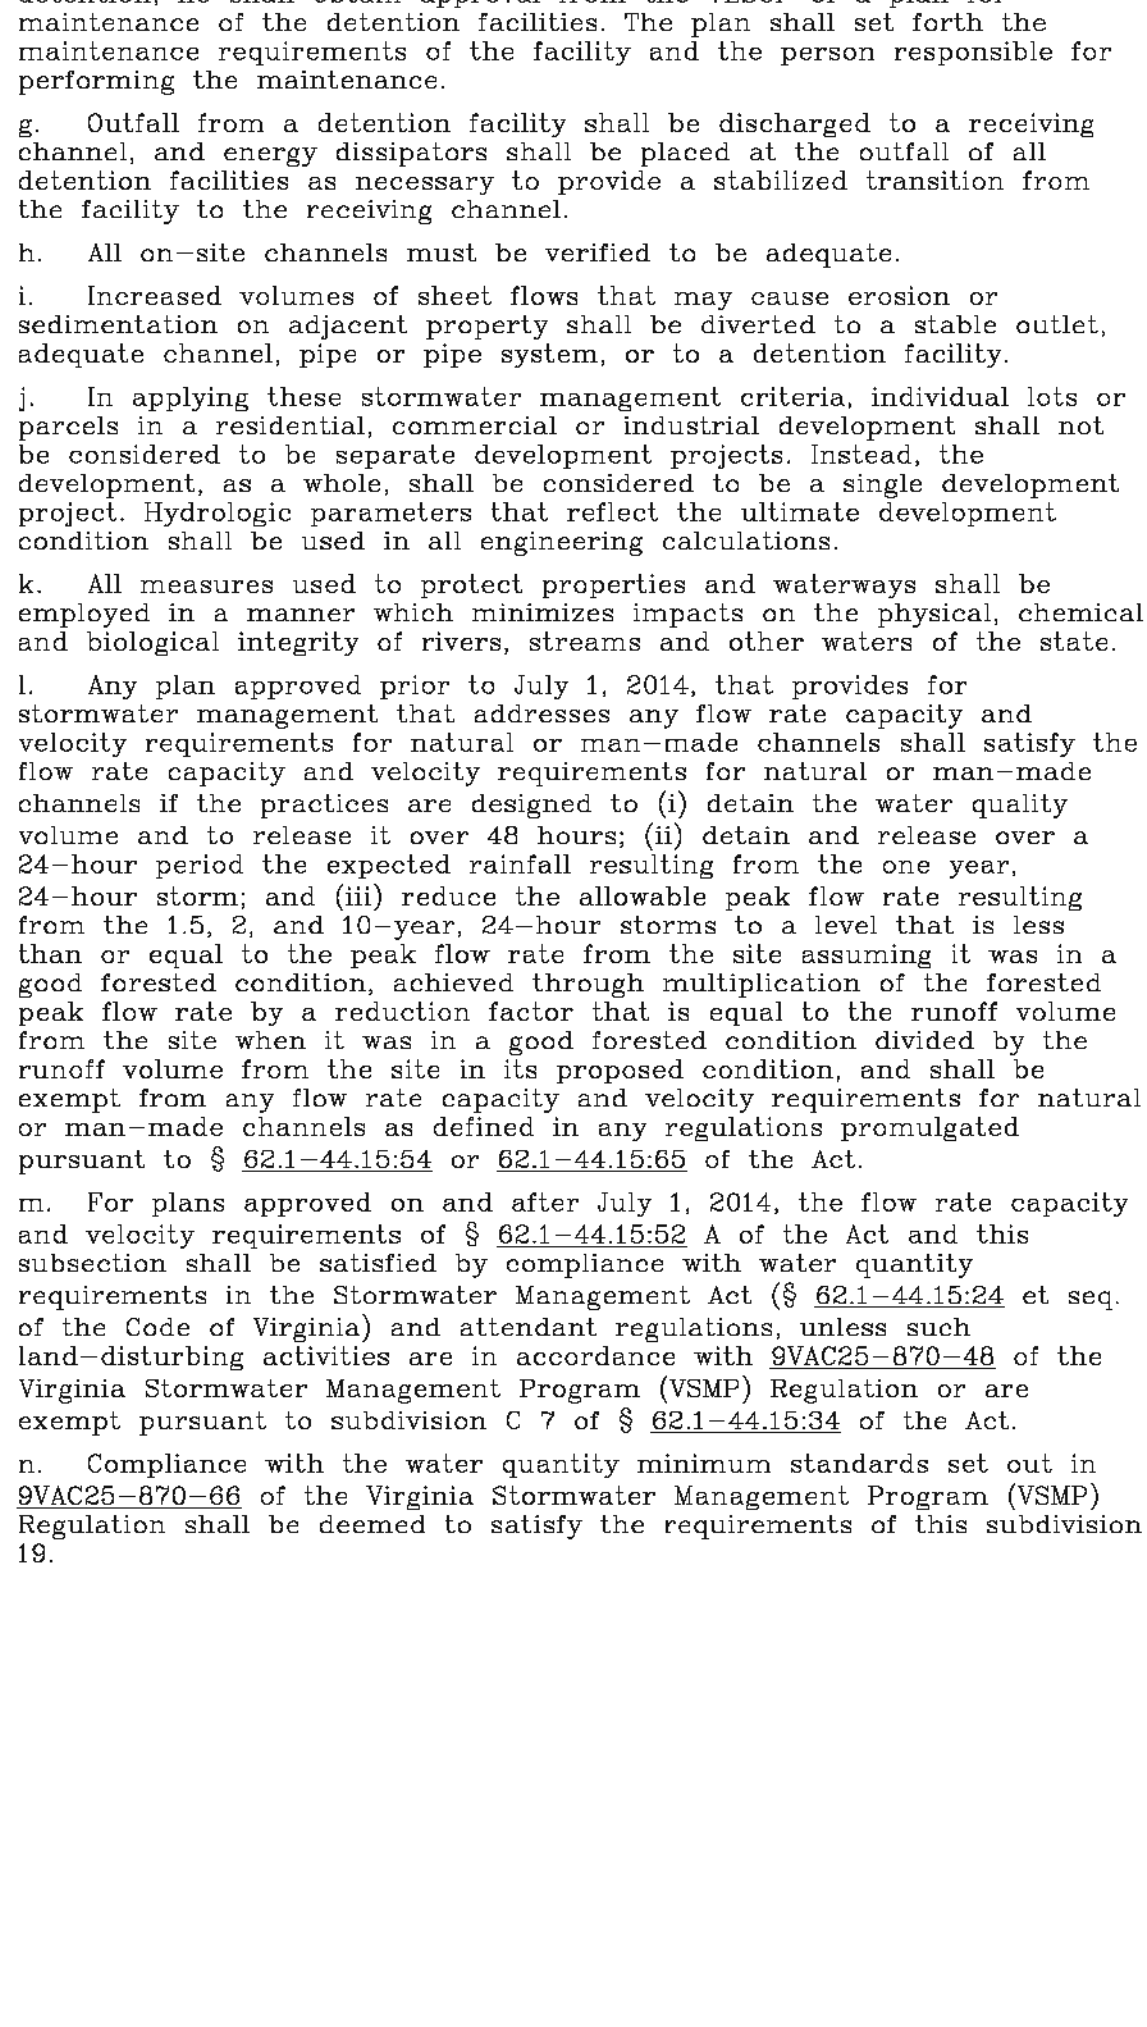 detention, he shall obtain approval from the VESCP of a plan for
maintenance of the detention facilities. The plan shall set forth the
maintenance requirements of the facility and the person responsible for
performing the maintenance.
g. Outfall from a detention facility shall be discharged to a receiving
channel, and energy dissipators shall be placed at the outfall of all
detention facilities as necessary to provide a stabilized transition from
the facility to the receiving channel.
h. All on—site channels must be verified to be adequate.
i. Increased volumes of sheet flows that may cause erosion or
sedimentation on adjacent property shall be diverted to a stable outlet,
adequate channel, pipe or pipe system, or to a detention facility.
j. In applying these stormwater management criteria, individual lots or
parcels in a residential, commercial or industrial development shall not
be considered to be separate development projects. Instead, the
development, as a whole, shall be considered to be a single development
project. Hydrologic parameters that reflect the ultimate development
condition shall be used in all engineering calculations.
k. All measures used to protect properties and waterways shall be
employed in a manner which minimizes impacts on the physical, chemical
and biological integrity of rivers, streams and other waters of the state.
l. Any plan approved prior to July 1, 2014, that provides for
stormwater management that addresses any flow rate capacity and
velocity requirements for natural or man—made channels shall satisfy the
flow rate capacity and velocity requirements for natural or man—made
channels if the practices are designed to (i) detain the water quality
volume and to release it over 48 hours; (ii) detain and release over a
24—hour period the expected rainfall resulting from the one year,
24—hour storm; and (iii) reduce the allowable peak flow rate resulting
from the 1.5, 2, and 10—year, 24—hour storms to a level that is less
than or equal to the peak flow rate from the site assuming it was in a
good forested condition, achieved through multiplication of the forested
peak flow rate by a reduction factor that is equal to the runoff volume
from the site when it was in a good forested condition divided by the
runoff volume from the site in its proposed condition, and shall be
exempt from any flow rate capacity and velocity requirements for natural
or man—made channels as defined in any regulations promulgated
pursuant to § 62.1—44.15:54 or 62.1—44.15:65 of the Act.
m. For plans approved on and after July 1, 2014, the flow rate capacity
and velocity requirements of § 62.1—44.15:52 A of the Act and this
subsection shall be satisfied by compliance with water quantity
requirements in the Stormwater Management Act (§ 62.1—44.15:24 et seq.
of the Code of Virginia) and attendant regulations, unless such
land—disturbing activities are in accordance with 9VAC25—870—48 of the
Virginia Stormwater Management Program (VSMP) Regulation or are
exempt pursuant to subdivision C 7 of § 62.1—44.15:34 of the Act.
n. Compliance with the water quantity minimum standards set out in
9VAC25—870—66 of the Virginia Stormwater Management Program (VSMP)
Regulation shall be deemed to satisfy the requirements of this subdivision
19.